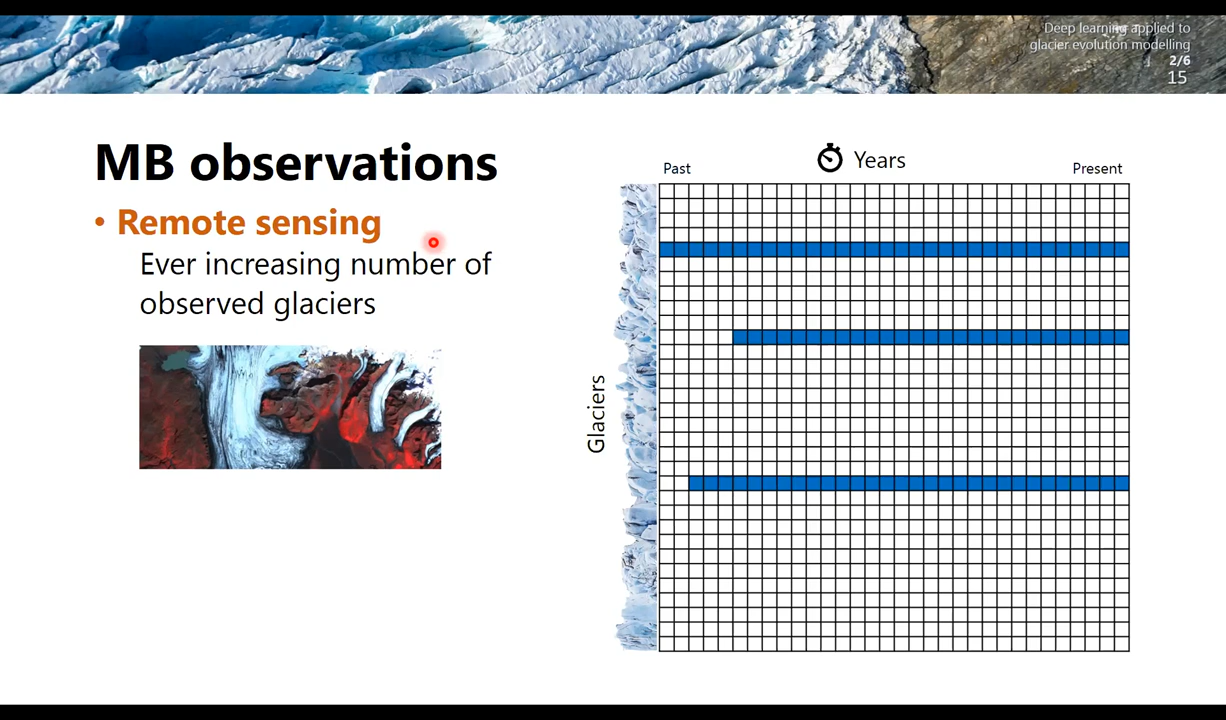 Deep learning applied to
glacier evolution modelling
2/6
15
MB observations
• Remote sensing
Ever increasing number of
observed glaciers
Years
Past
Present
Glaciers